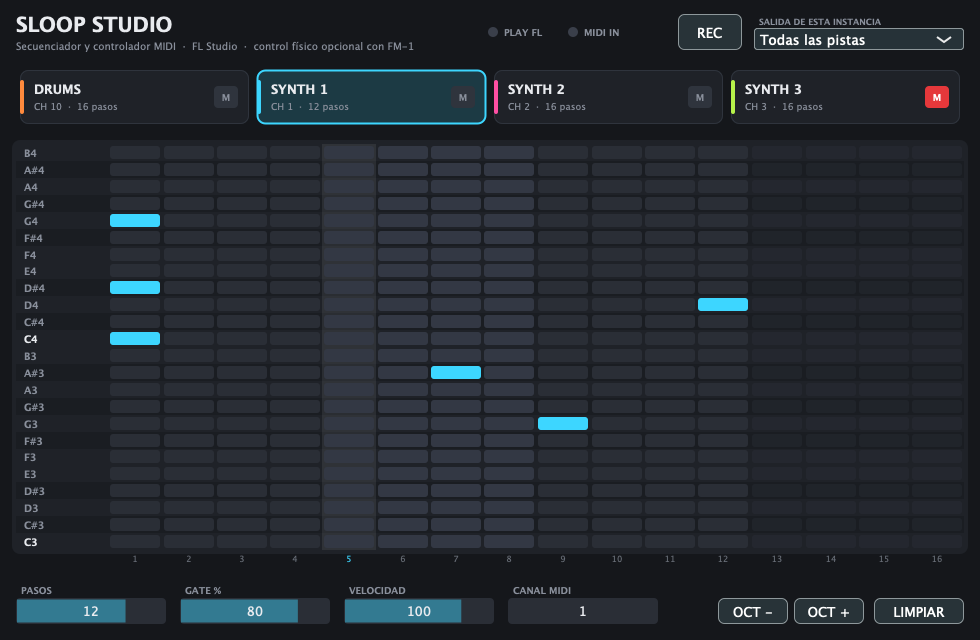 SLOOP STUDIO
Secuenciador y controlador MIDI · FL Studio · control físico opcional con FM-1
PLAY FL
MIDI IN
REC
SALIDA DE ESTA INSTANCIA
Todas las pistas
DRUMS
CH 10 · 16 pasos
M
SYNTH 1
CH 1 · 12 pasos
M
SYNTH 2
CH 2 · 16 pasos
M
SYNTH 3
CH 3 · 16 pasos
M
B4
A#4
A4
G#4
G4
F#4
F4
E4
D#4
D4
C#4
C4
B3
A#3
A3
G#3
G3
F#3
F3
E3
D#3
D3
C#3
C3
1 2 3 4 5 6 7 8 9 10 11 12 13 14 15 16
PASOS
12
GATE %
80
VELOCIDAD
100
CANAL MIDI
1
OCT -
OCT +
LIMPIAR